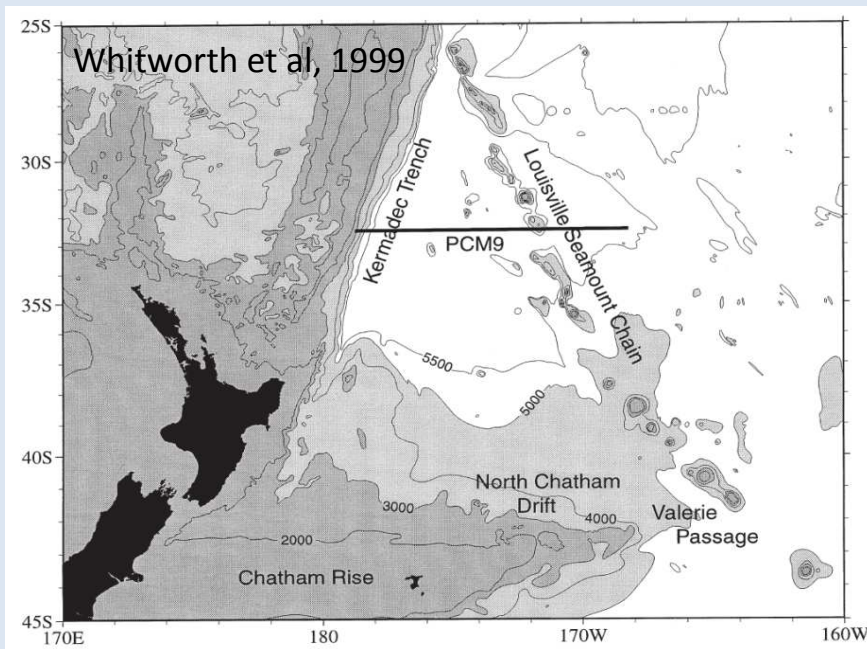 25S
Whitworth et al, 1999
30S
Kermadec Trench
Louisville Seamount Chain
PCM9
35S
5500
5000
40S
North Chatham
Drift
3000
4000
Valerie
Passage
2000
Chatham Rise
45S
170E
180
170W
160W